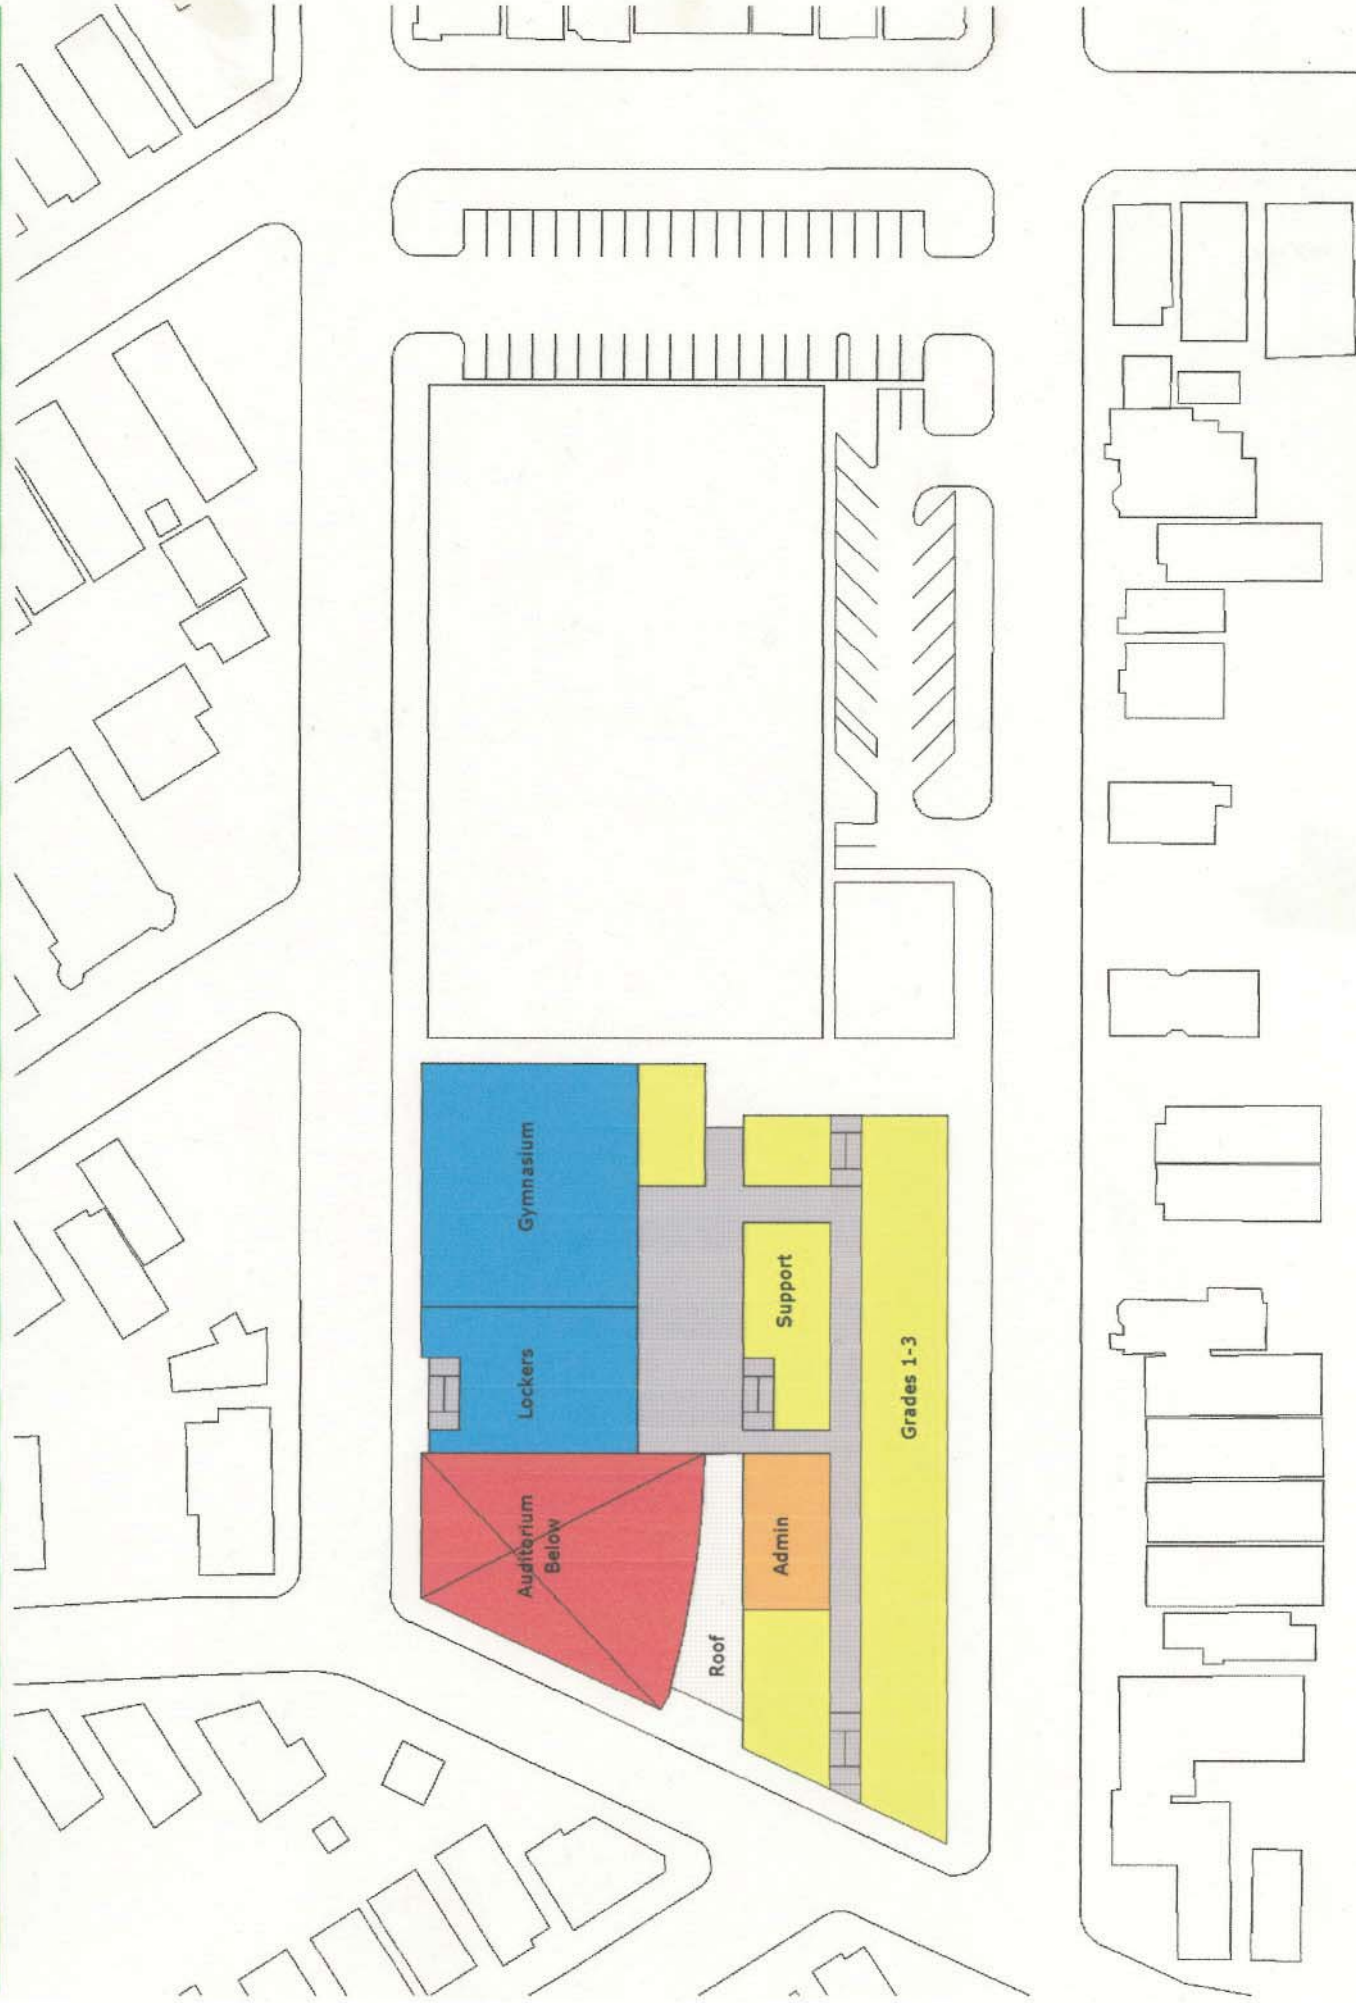 Gymnasium
Lockers
Support
Grades 1-3
Auditorium
Below
Admin
Roof